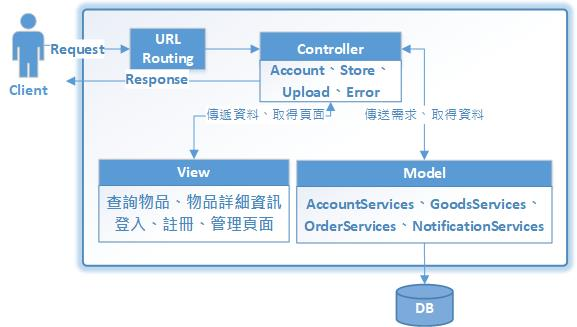 URL
Routing
Controller
Request
Response
Account、Store、
Upload、Error
Client
傳遞資料、取得頁面
傳送需求、取得資料
View
Model
查詢物品、物品詳細資訊
登入、註冊、管理頁面
AccountServices、GoodsServices、
OrderServices、NotificationServices
DB